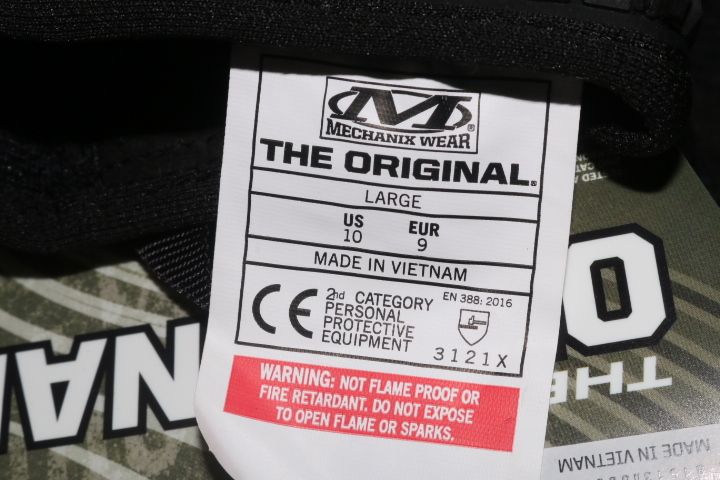 M
MECHANIX WEAR®
THE ORIGINAL®
LARGE
US EUR
10 9
MADE IN VIETNAM
CE
2nd CATEGORY
PERSONAL
PROTECTIVE
EQUIPMENT
EN 388: 2016
3121X
WARNING: NOT FLAME PROOF OR
FIRE RETARDANT. DO NOT EXPOSE
TO OPEN FLAME OR SPARKS.
THE
MADE IN VIETNAM